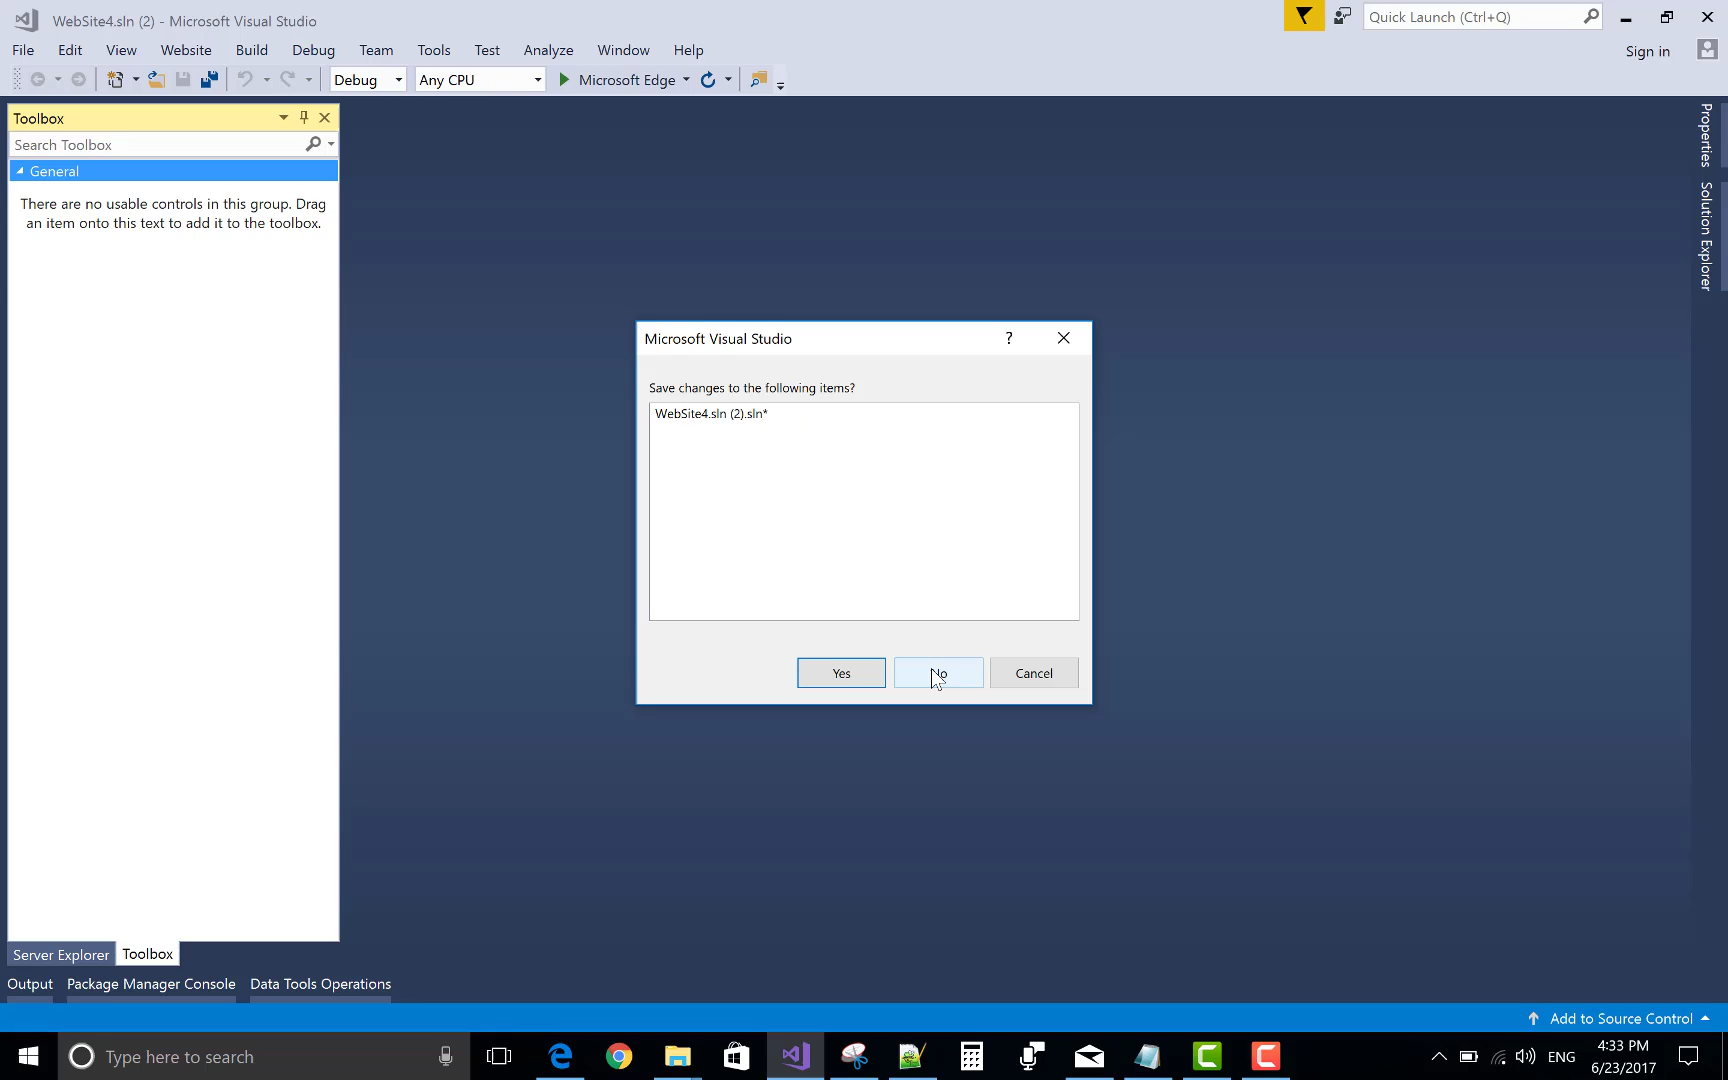 WebSite4.sln (2) - Microsoft Visual Studio
Quick Launch (Ctrl+Q)
File Edit View Website Build Debug Team Tools Test Analyze Window Help
Sign in
Debug Any CPU Microsoft Edge
Toolbox
Search Toolbox
General
There are no usable controls in this group. Drag
an item onto this text to add it to the toolbox.
Properties
Solution Explorer
Microsoft Visual Studio
?
Save changes to the following items?
WebSite4.sln (2).sln*
Yes
Cancel
Server Explorer Toolbox
Output Package Manager Console Data Tools Operations
Add to Source Control
Type here to search
ENG
4:33 PM
6/23/2017